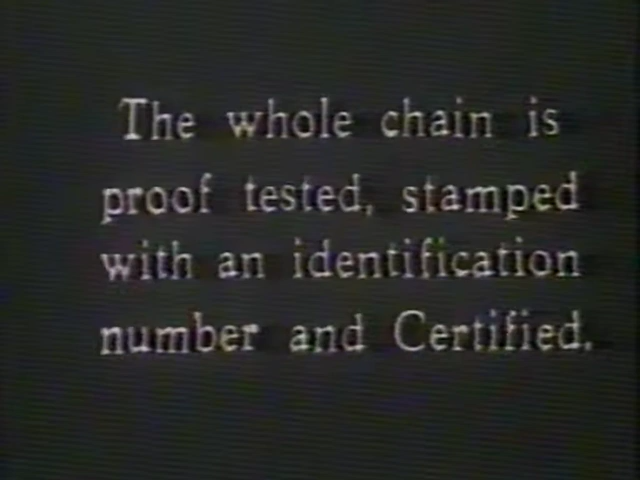 The whole chain is
proof tested, stamped
with an identification
number and Certified.